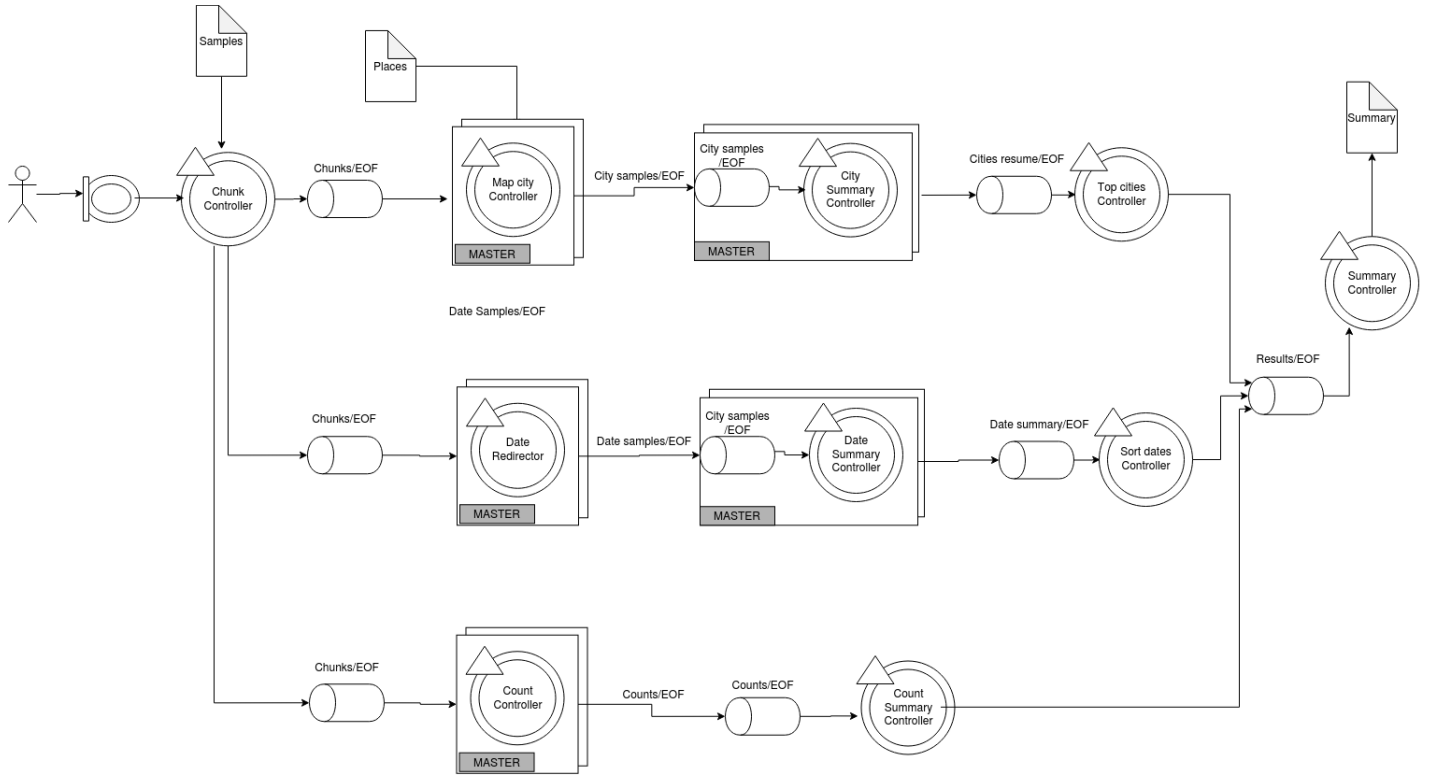 Samples
Places
Summary
Chunk
Controller
Chunks/EOF
Map city
Controller
MASTER
City samples/EOF
City samples
/EOF
City
Summary
Controller
MASTER
Cities resume/EOF
Top cities
Controller
Summary
Controller
Date Samples/EOF
Results/EOF
Chunks/EOF
Date
Redirector
MASTER
Date samples/EOF
City samples
/EOF
Date
Summary
Controller
MASTER
Date summary/EOF
Sort dates
Controller
Chunks/EOF
Count
Controller
MASTER
Counts/EOF
Counts/EOF
Count
Summary
Controller